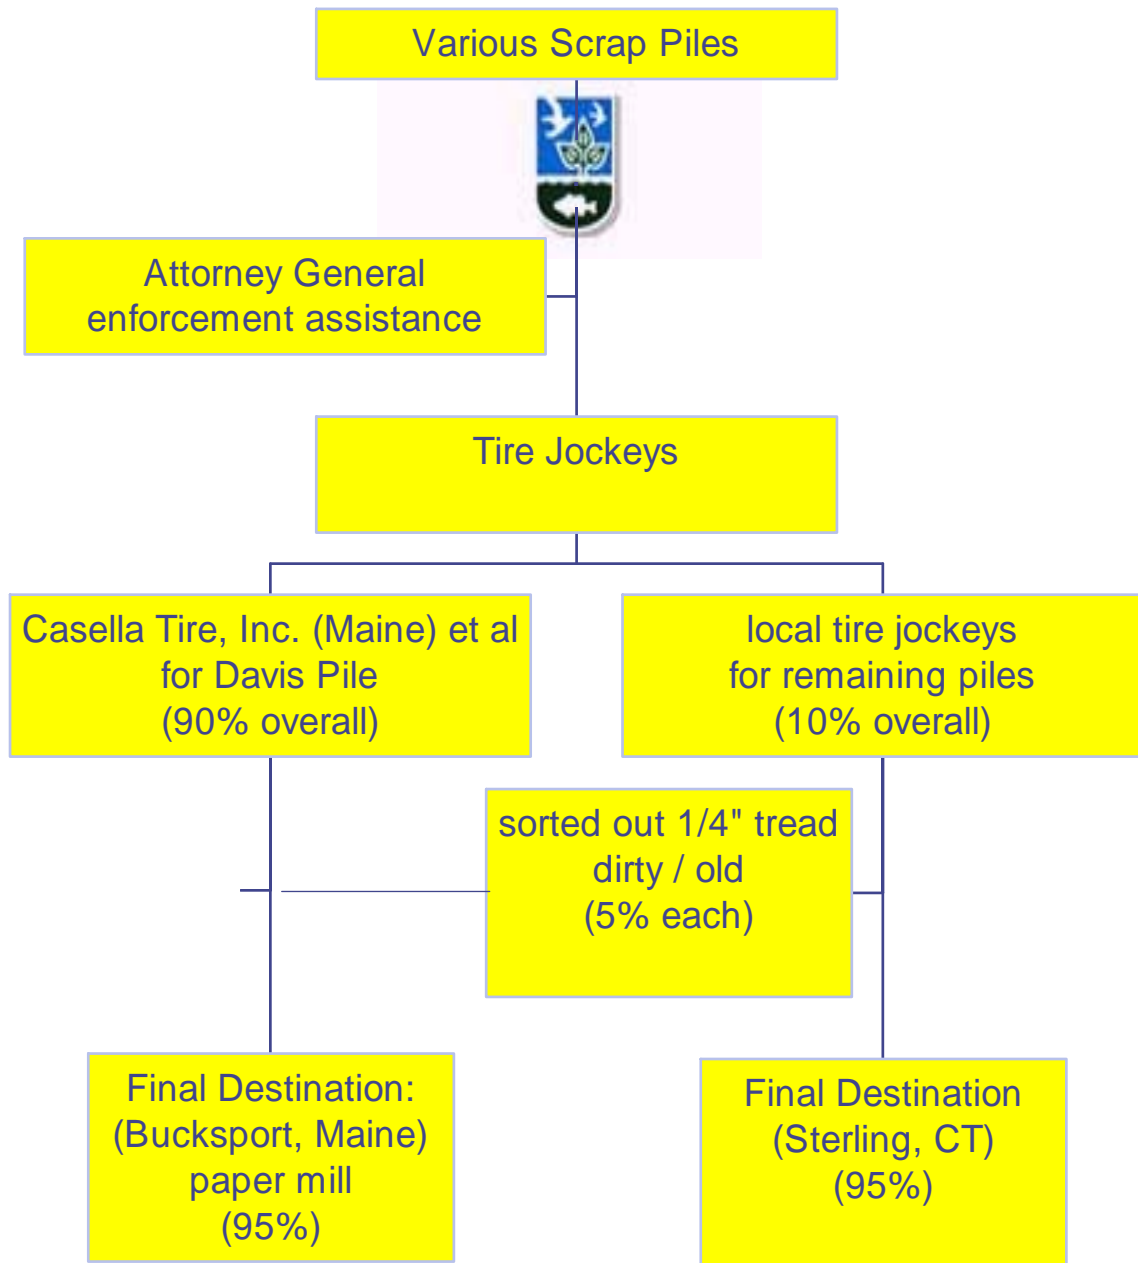 Various Scrap Piles
Attorney General
enforcement assistance
Tire Jockeys
Casella Tire, Inc. (Maine) et al
for Davis Pile
(90% overall)
local tire jockeys
for remaining piles
(10% overall)
sorted out 1/4" tread
dirty / old
(5% each)
Final Destination:
(Bucksport, Maine)
paper mill
(95%)
Final Destination
(Sterling, CT)
(95%)